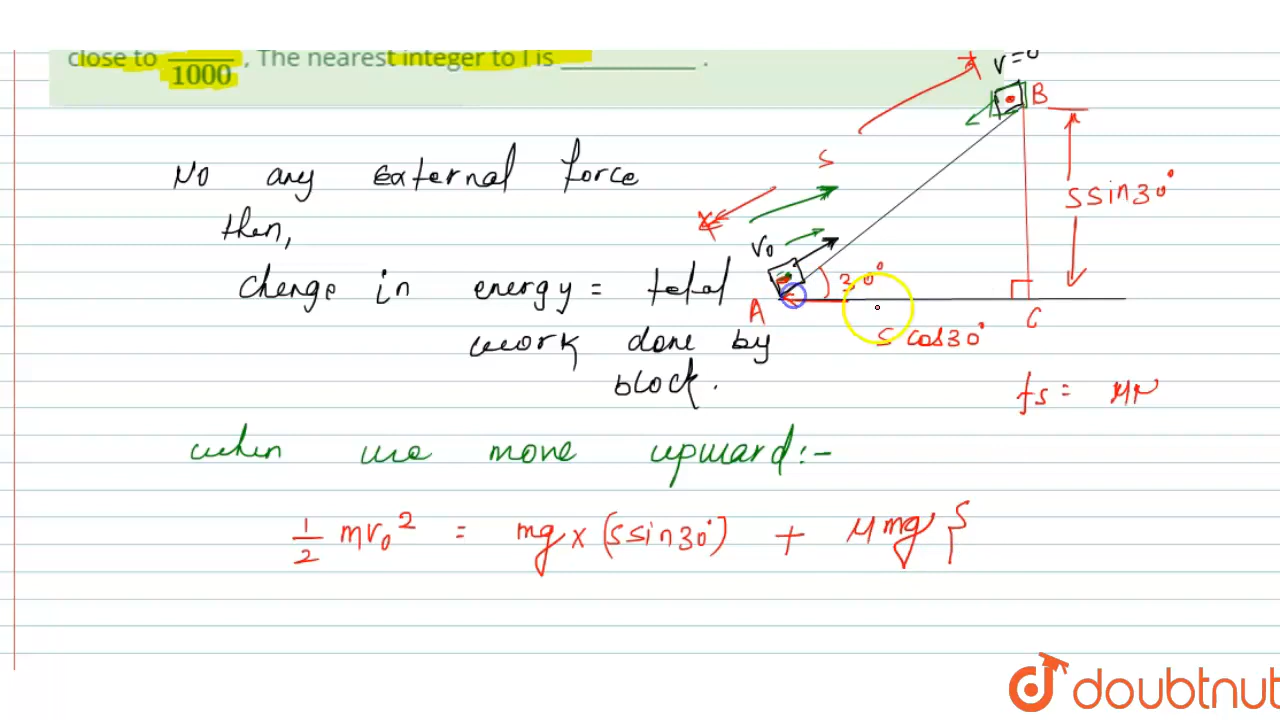 close to 1000 , The nearest integer to I is __________ .
v=0
B
No any external force
S
S sin 30°
then,
v₀
30°
change in energy = total
A
C
work done by
S cos 30°
block.
fs = μN
when we move upward:-
1/2 mv₀² = mg x (S sin 30°) + μ mg {
doubtnut